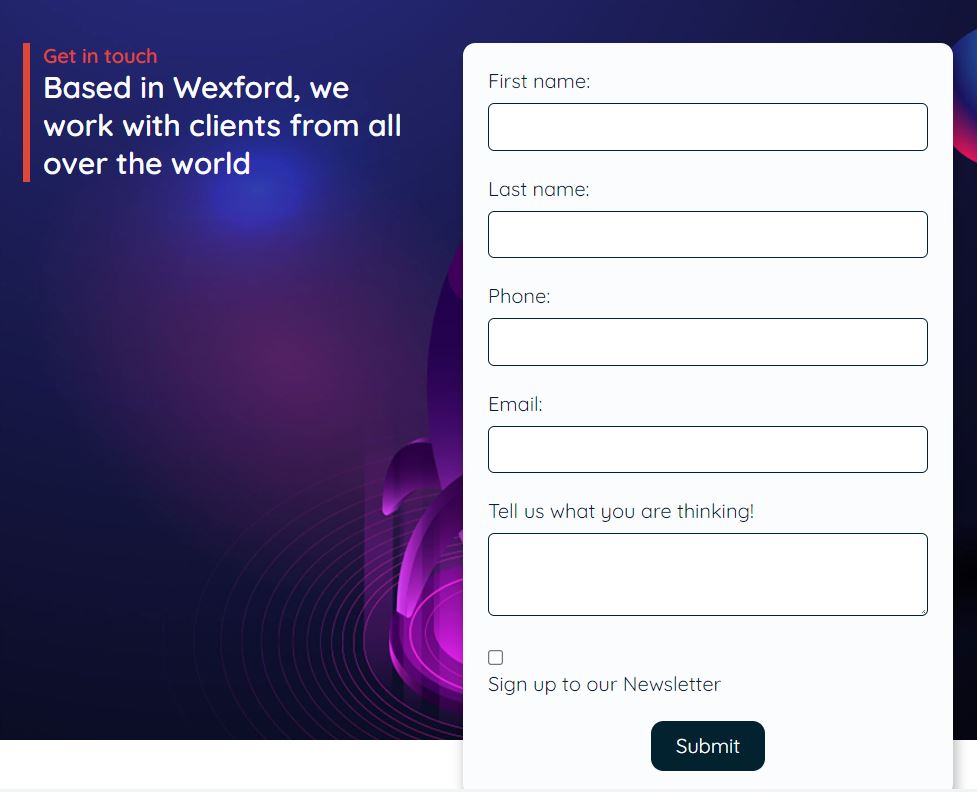 Get in touch
Based in Wexford, we
work with clients from all
over the world
First name:
Last name:
Phone:
Email:
Tell us what you are thinking!
Sign up to our Newsletter
Submit